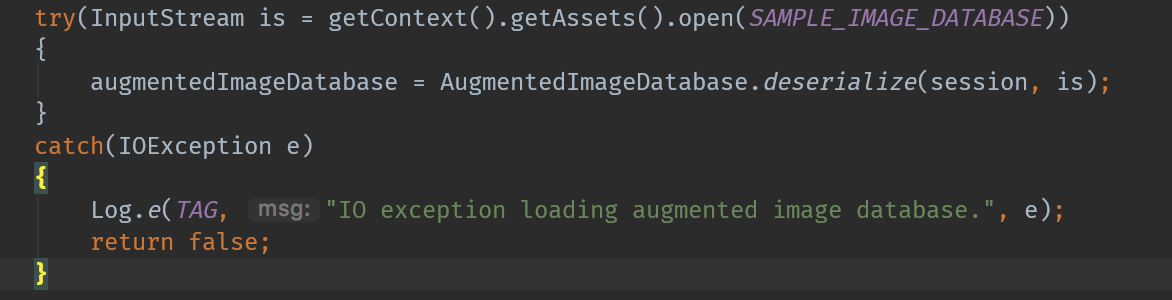 try(InputStream is = getContext().getAssets().open(SAMPLE_IMAGE_DATABASE))
{
    augmentedImageDatabase = AugmentedImageDatabase.deserialize(session, is);
}
catch(IOException e)
{
    Log.e(TAG, msg: "IO exception loading augmented image database.", e);
    return false;
}